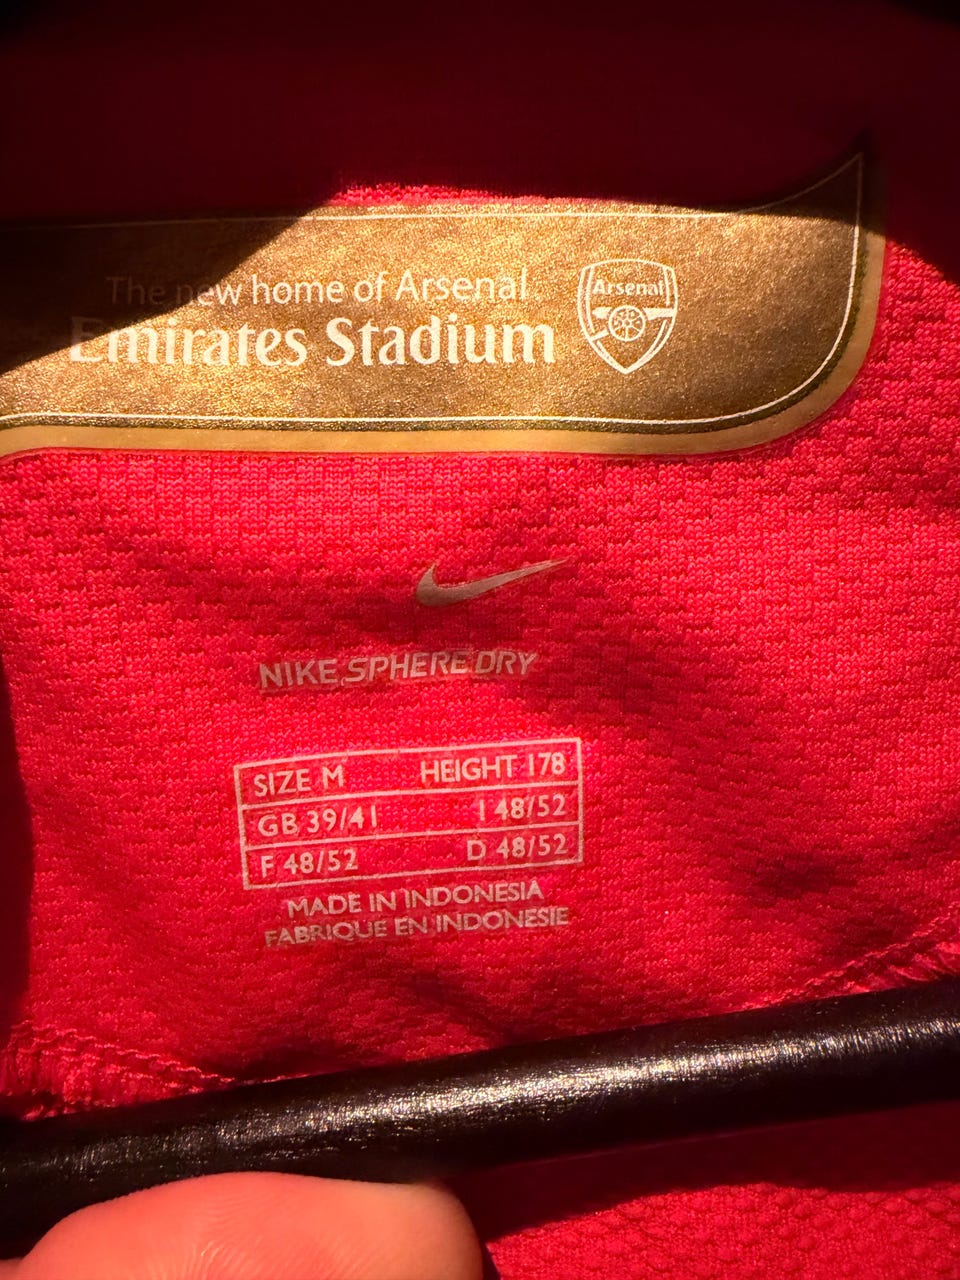 The new home of Arsenal
Emirates Stadium
Arsenal
NIKE SPHERE DRY
SIZE M HEIGHT 178
GB 39/41 I 48/52
F 48/52 D 48/52
MADE IN INDONESIA
FABRIQUE EN INDONESIE